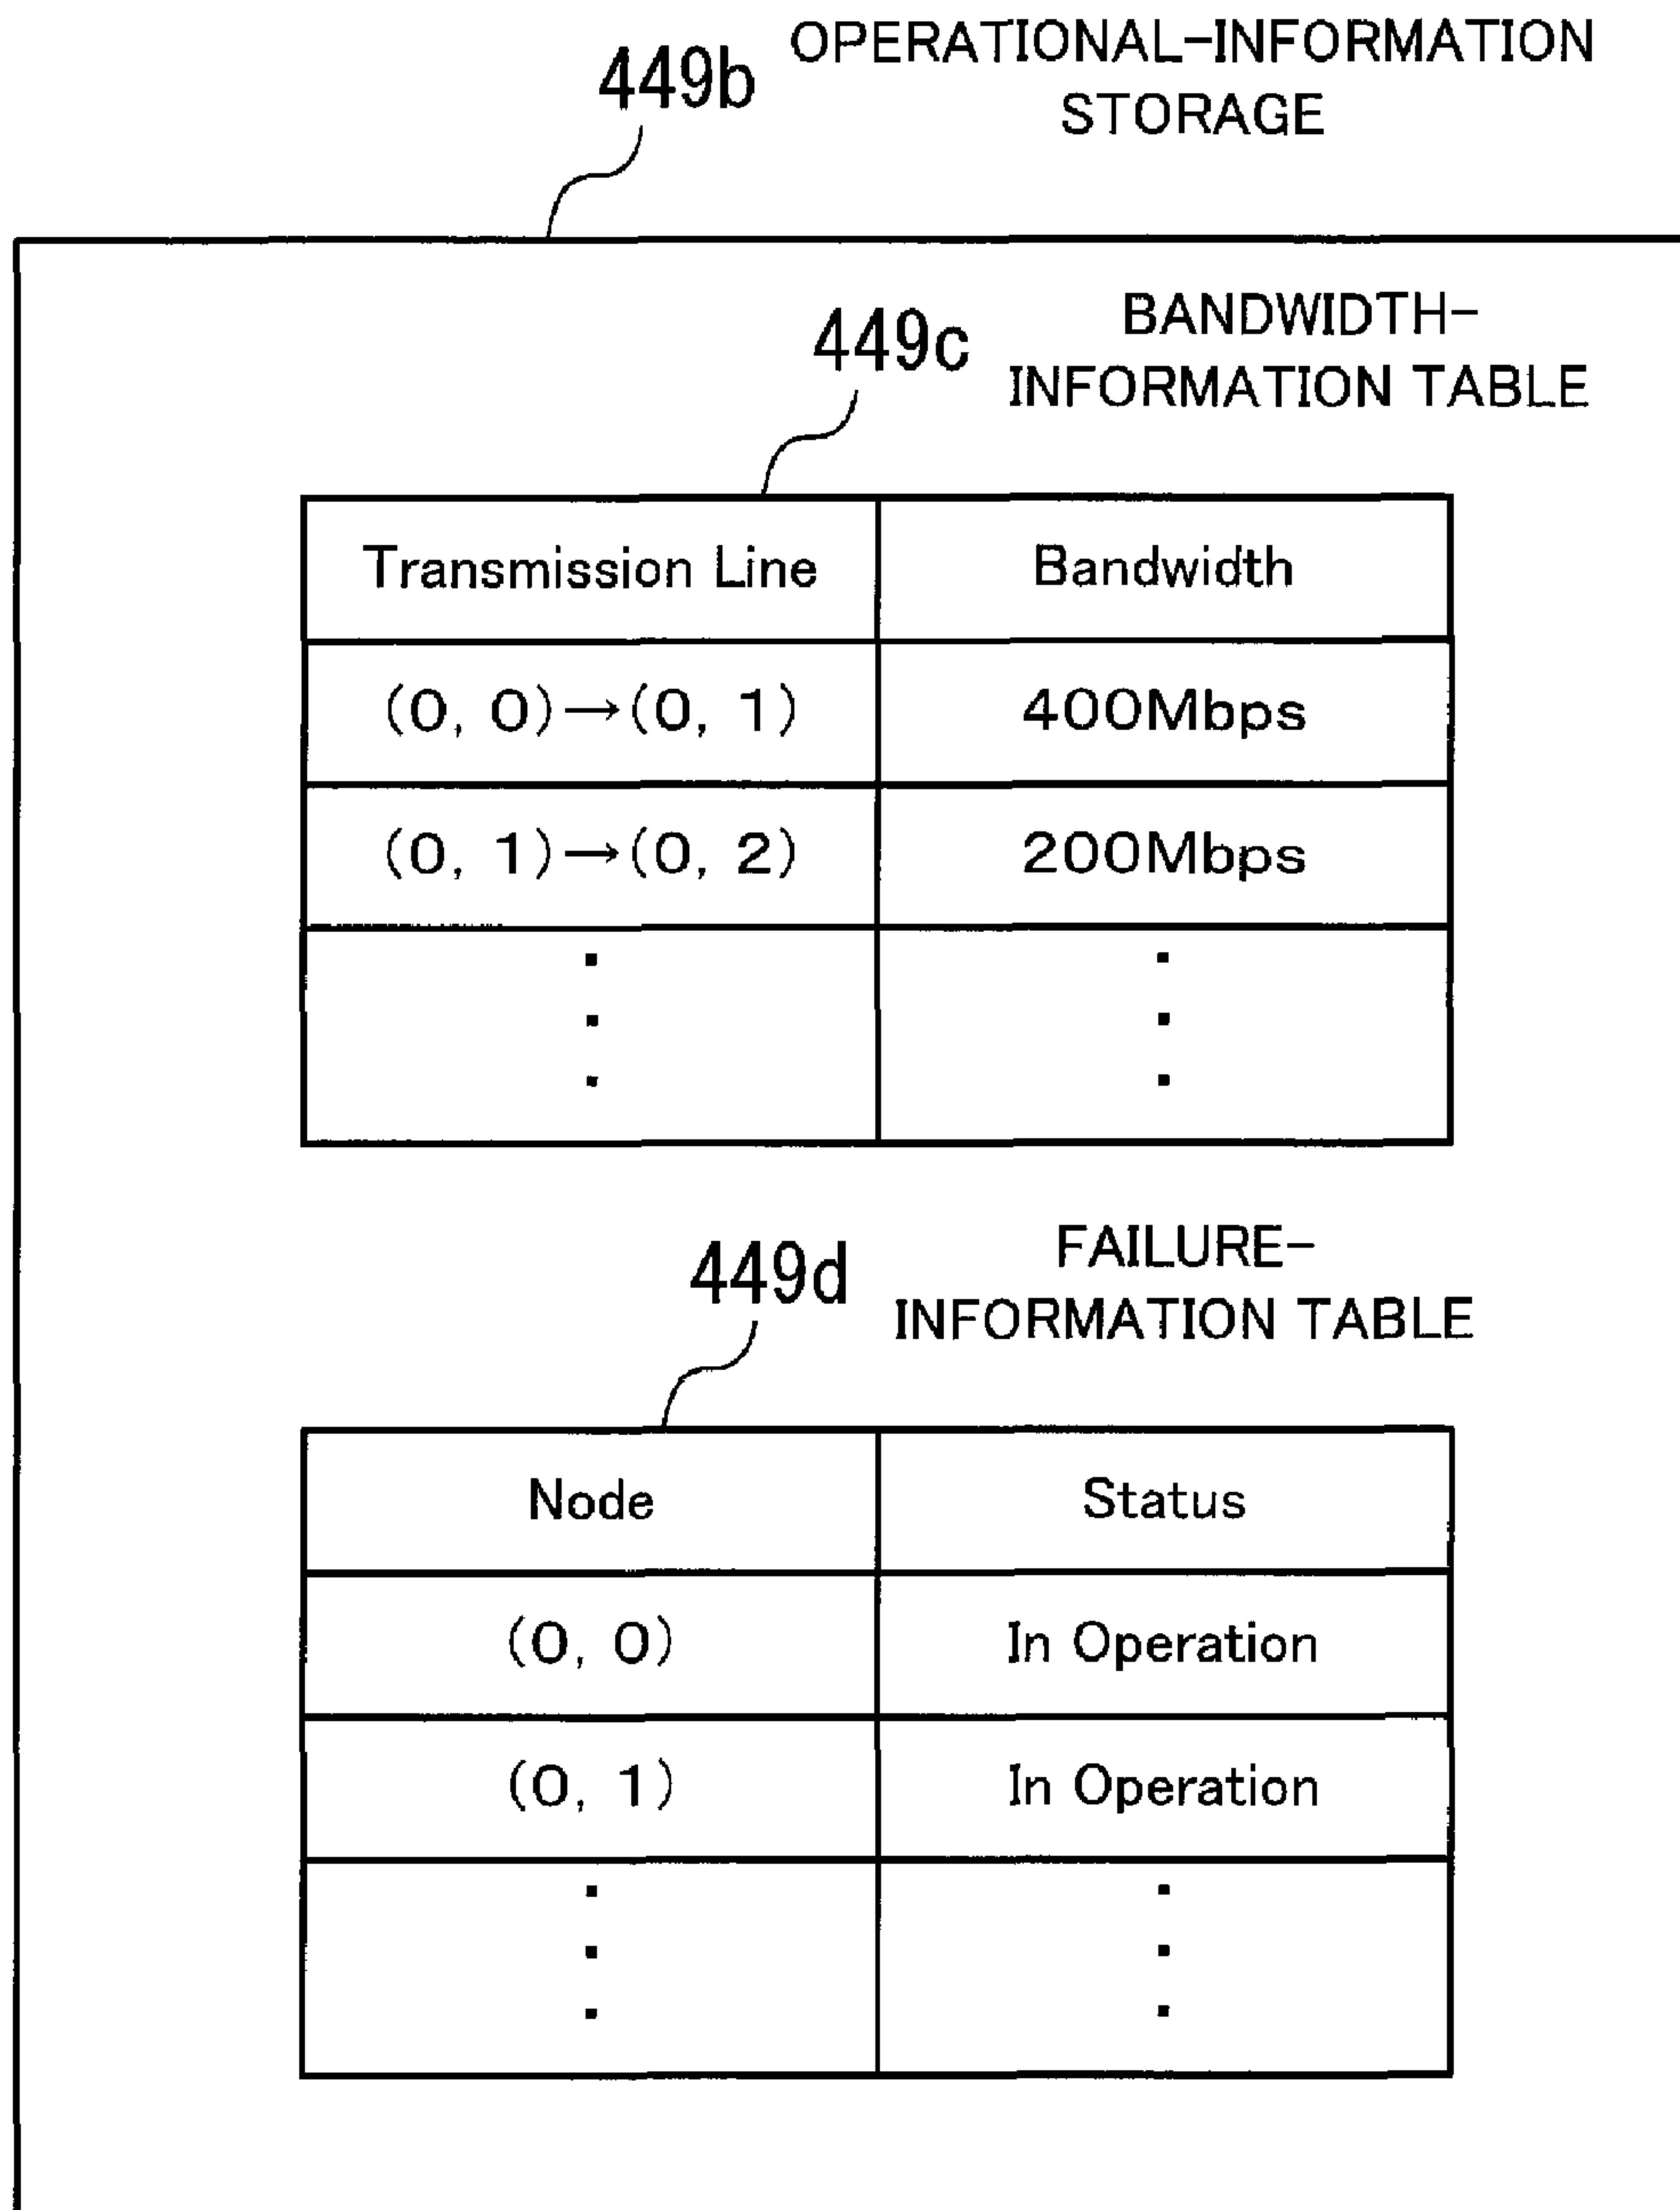 449b OPERATIONAL-INFORMATION
STORAGE
449c BANDWIDTH-
INFORMATION TABLE
Transmission Line Bandwidth
(0, 0)→(0, 1) 400Mbps
(0, 1)→(0, 2) 200Mbps
449d FAILURE-
INFORMATION TABLE
Node Status
(0, 0) In Operation
(0, 1) In Operation